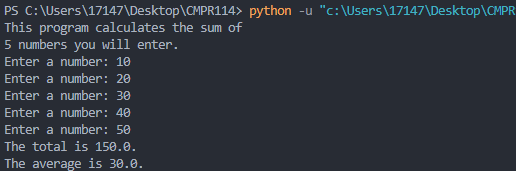 PS C:\Users\17147\Desktop\CMPR114> python -u "c:\Users\17147\Desktop\CMPR
This program calculates the sum of
5 numbers you will enter.
Enter a number: 10
Enter a number: 20
Enter a number: 30
Enter a number: 40
Enter a number: 50
The total is 150.0.
The average is 30.0.